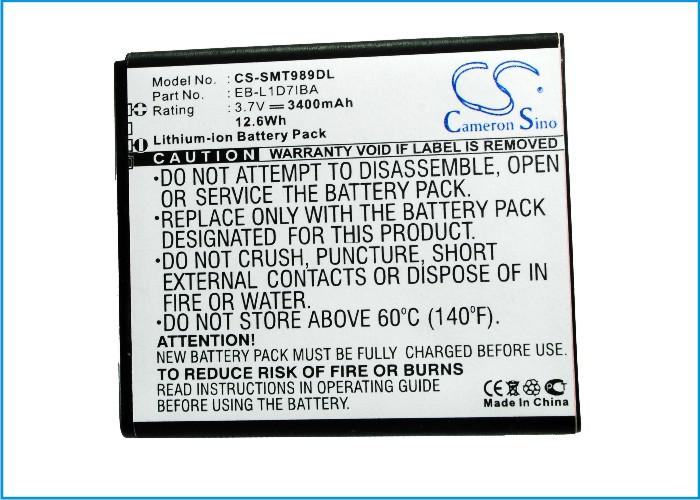 Model No. : CS-SMT989DL
Part No. : EB-L1D7IBA
Rating : 3.7V 3400mAh
12.6Wh
Lithium-ion Battery Pack
CS
Cameron Sino
CAUTION WARRANTY VOID IF LABEL IS REMOVED
•DO NOT ATTEMPT TO DISASSEMBLE, OPEN
OR SERVICE THE BATTERY PACK.
•REPLACE ONLY WITH THE BATTERY PACK
DESIGNATED FOR THIS PRODUCT.
•DO NOT CRUSH, PUNCTURE, SHORT
EXTERNAL CONTACTS OR DISPOSE OF IN
FIRE OR WATER.
•DO NOT STORE ABOVE 60°C (140°F).
ATTENTION!
NEW BATTERY PACK MUST BE FULLY CHARGED BEFORE USE
TO REDUCE RISK OF FIRE OR BURNS
READ INSTRUCTIONS IN OPERATING GUIDE
BEFORE USING THE BATTERY PACK.
CE
Made In China